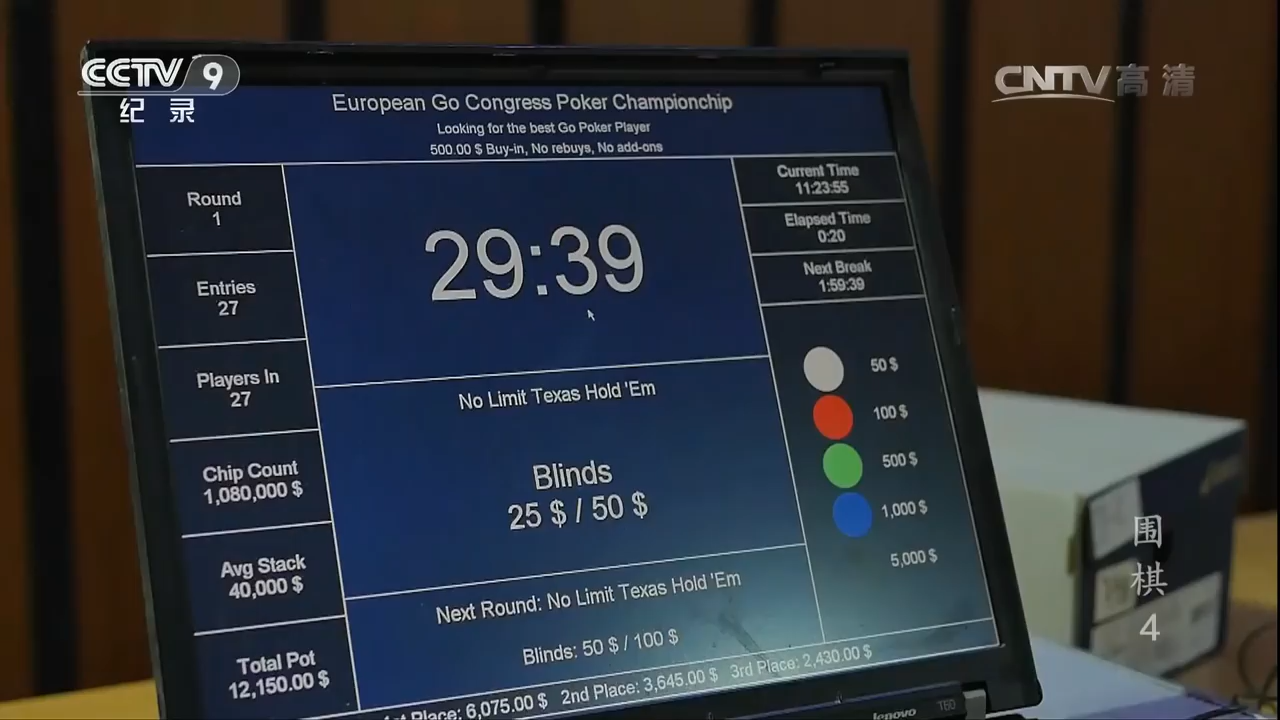 CCTV 9
纪录
CNTV高清
European Go Congress Poker Championchip
Looking for the best Go Poker Player
500.00 $ Buy-in, No rebuys, No add-ons
Round
1
Entries
27
Players In
27
Chip Count
1,080,000 $
Avg Stack
40,000 $
Total Pot
12,150.00 $
29:39
No Limit Texas Hold 'Em
Blinds
25 $ / 50 $
Next Round: No Limit Texas Hold 'Em
Blinds: 50 $ / 100 $
Current Time
11:23:55
Elapsed Time
0:20
Next Break
1:59:39
50 $
100 $
500 $
1,000 $
5,000 $
1st Place: 6,075.00 $ 2nd Place: 3,645.00 $ 3rd Place: 2,430.00 $
lenovo T60
围棋4